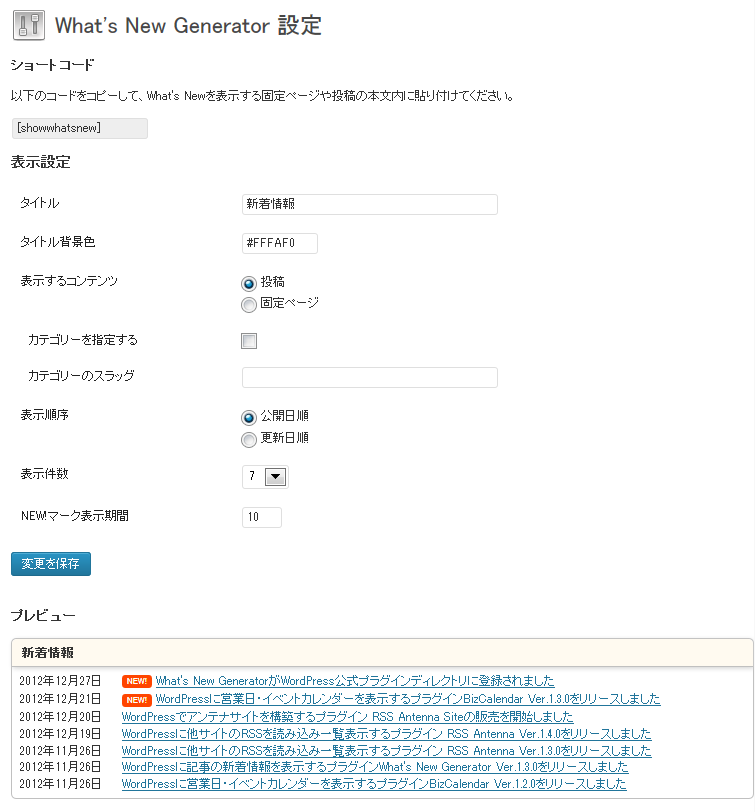 What's New Generator 設定
ショートコード
以下のコードをコピーして、What's Newを表示する固定ページや投稿の本文内に貼り付けてください。
[showwhatsnew]
表示設定
タイトル
新着情報
タイトル背景色
#FFFAF0
表示するコンテンツ
投稿
固定ページ
カテゴリーを指定する
カテゴリーのスラッグ
表示順序
公開日順
更新日順
表示件数
7
NEW!マーク表示期間
10
変更を保存
プレビュー
新着情報
2012年12月27日 NEW! What's New GeneratorがWordPress公式プラグインディレクトリに登録されました
2012年12月21日 NEW! WordPressに営業日・イベントカレンダーを表示するプラグインBizCalendar Ver.1.3.0をリリースしました
2012年12月20日 WordPressでアンテナサイトを構築するプラグイン RSS Antenna Siteの販売を開始しました
2012年12月19日 WordPressに他サイトのRSSを読み込み一覧表示するプラグイン RSS Antenna Ver.1.4.0をリリースしました
2012年11月26日 WordPressに他サイトのRSSを読み込み一覧表示するプラグイン RSS Antenna Ver.1.3.0をリリースしました
2012年11月26日 WordPressに記事の新着情報を表示するプラグインWhat's New Generator Ver.1.3.0をリリースしました
2012年11月26日 WordPressに営業日・イベントカレンダーを表示するプラグインBizCalendar Ver.1.2.0をリリースしました